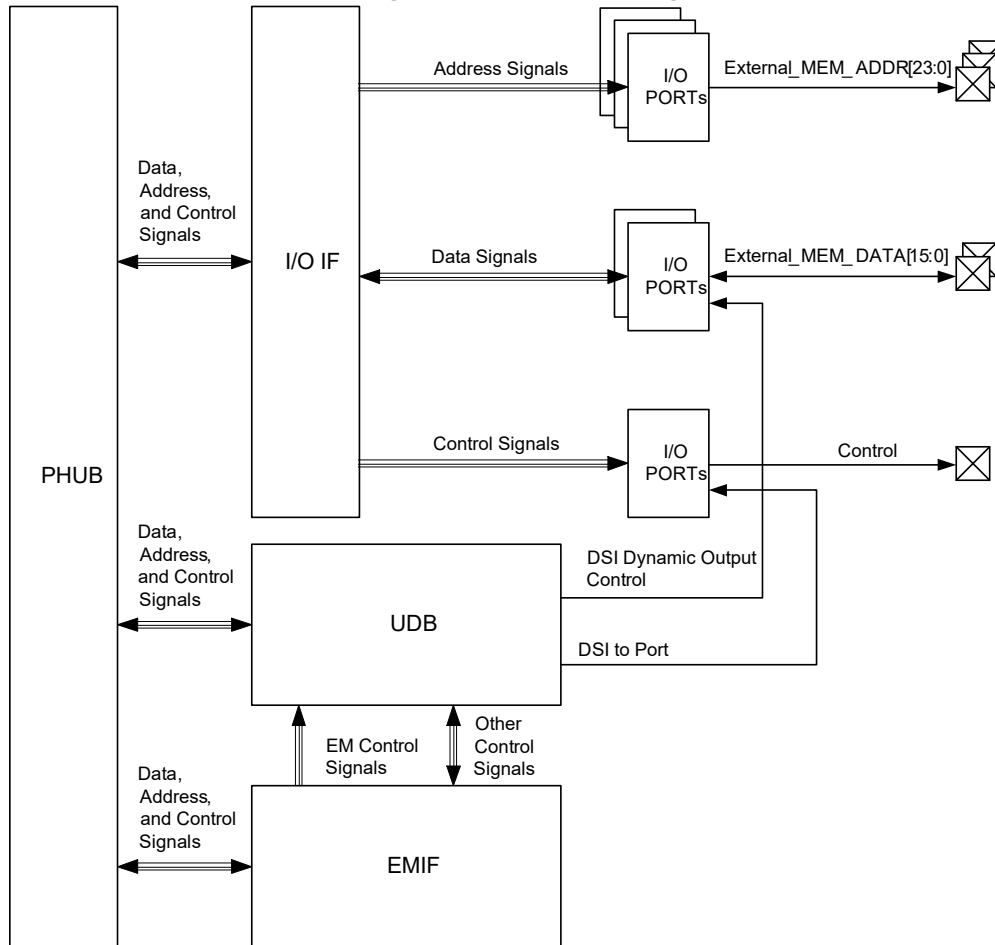 Address Signals
I/O
PORTs
External_MEM_ADDR[23:0]
Data,
Address,
and Control
Signals
I/O IF
Data Signals
I/O
PORTs
External_MEM_DATA[15:0]
Control Signals
I/O
PORTs
Control
PHUB
Data,
Address,
and Control
Signals
UDB
DSI Dynamic Output
Control
DSI to Port
EM Control
Signals
Other
Control
Signals
Data,
Address,
and Control
Signals
EMIF